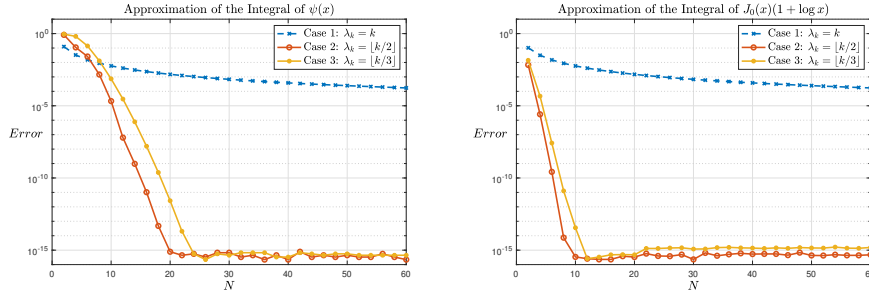 Approximation of the Integral of ψ(x)
Case 1: λ_k = k
Case 2: λ_k = ⌊k/2⌋
Case 3: λ_k = ⌊k/3⌋
10^0
10^-5
10^-10
10^-15
Error
0 10 20 30 40 50 60
N
Approximation of the Integral of J_0(x)(1 + log x)
Case 1: λ_k = k
Case 2: λ_k = ⌊k/2⌋
Case 3: λ_k = ⌊k/3⌋
10^0
10^-5
10^-10
10^-15
Error
0 10 20 30 40 50 60
N